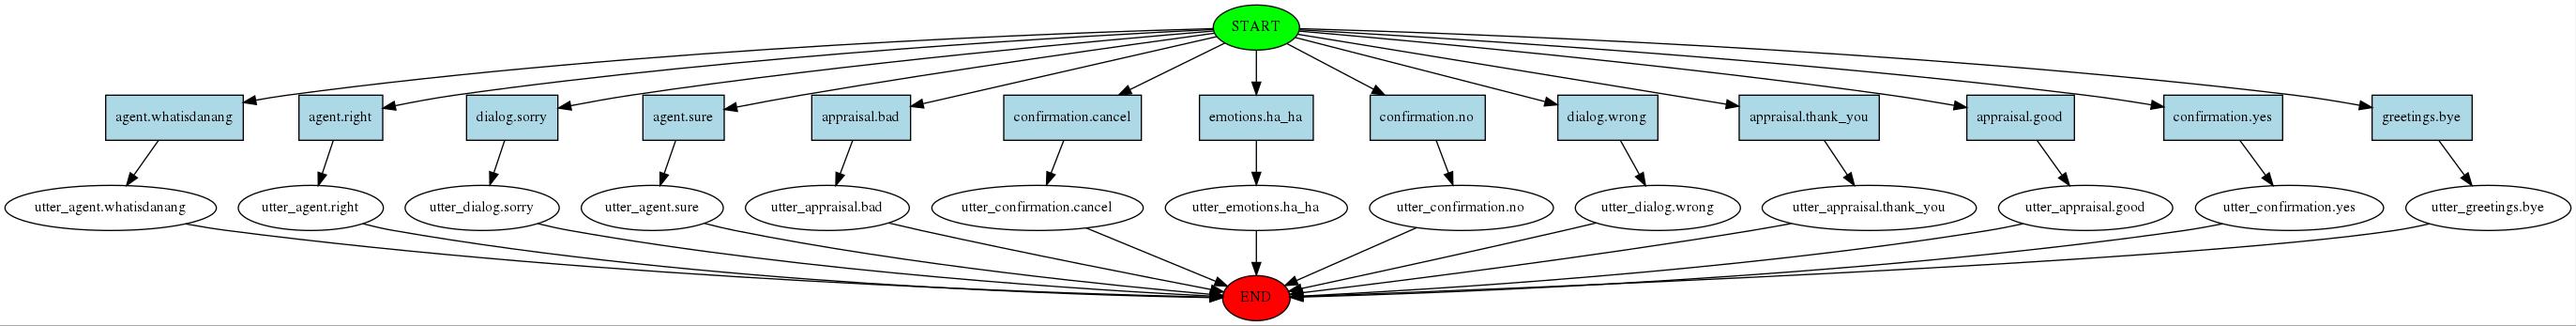 START
agent.whatisdanang
agent.right
dialog.sorry
agent.sure
appraisal.bad
confirmation.cancel
emotions.ha_ha
confirmation.no
dialog.wrong
appraisal.thank_you
appraisal.good
confirmation.yes
greetings.bye
utter_agent.whatisdanang
utter_agent.right
utter_dialog.sorry
utter_agent.sure
utter_appraisal.bad
utter_confirmation.cancel
utter_emotions.ha_ha
utter_confirmation.no
utter_dialog.wrong
utter_appraisal.thank_you
utter_appraisal.good
utter_confirmation.yes
utter_greetings.bye
END